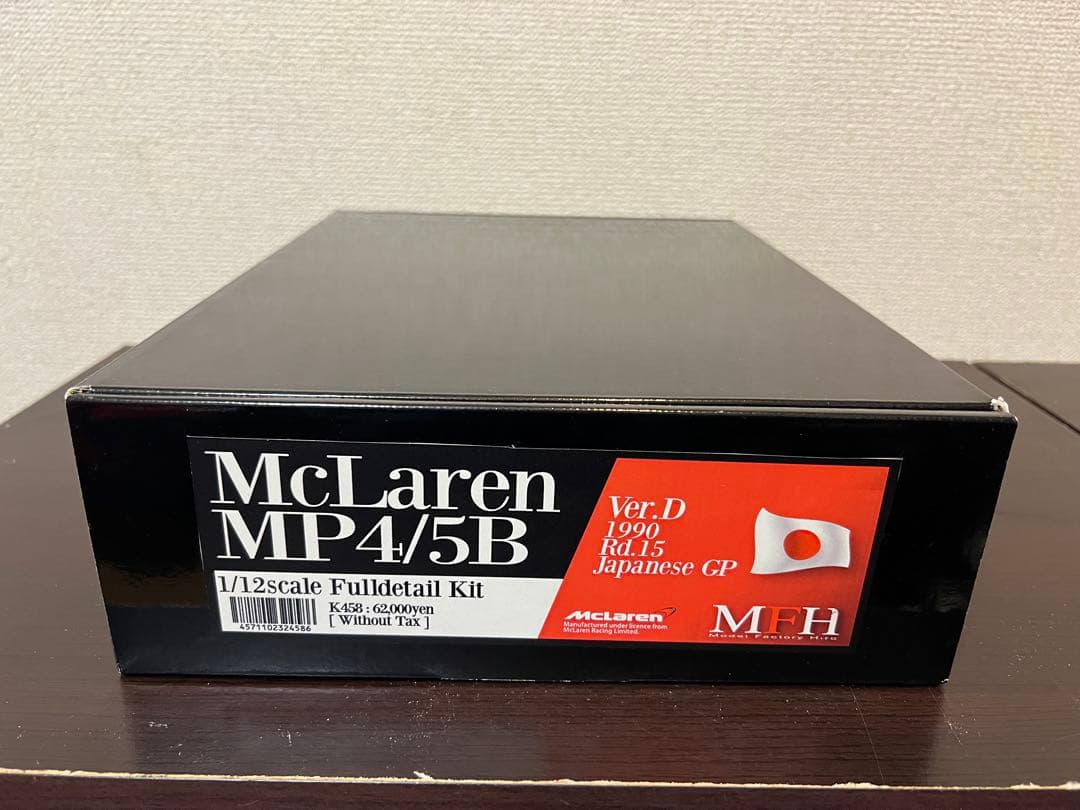 McLaren
MP4/5B
1/12scale Fulldetail Kit
K458 : 62,000yen
[ Without Tax ]
4571102324586
Ver.D
1990
Rd.15
Japanese GP
McLaren
Manufactured under licence from
McLaren Racing Limited.
MFH
Model Factory Hiro